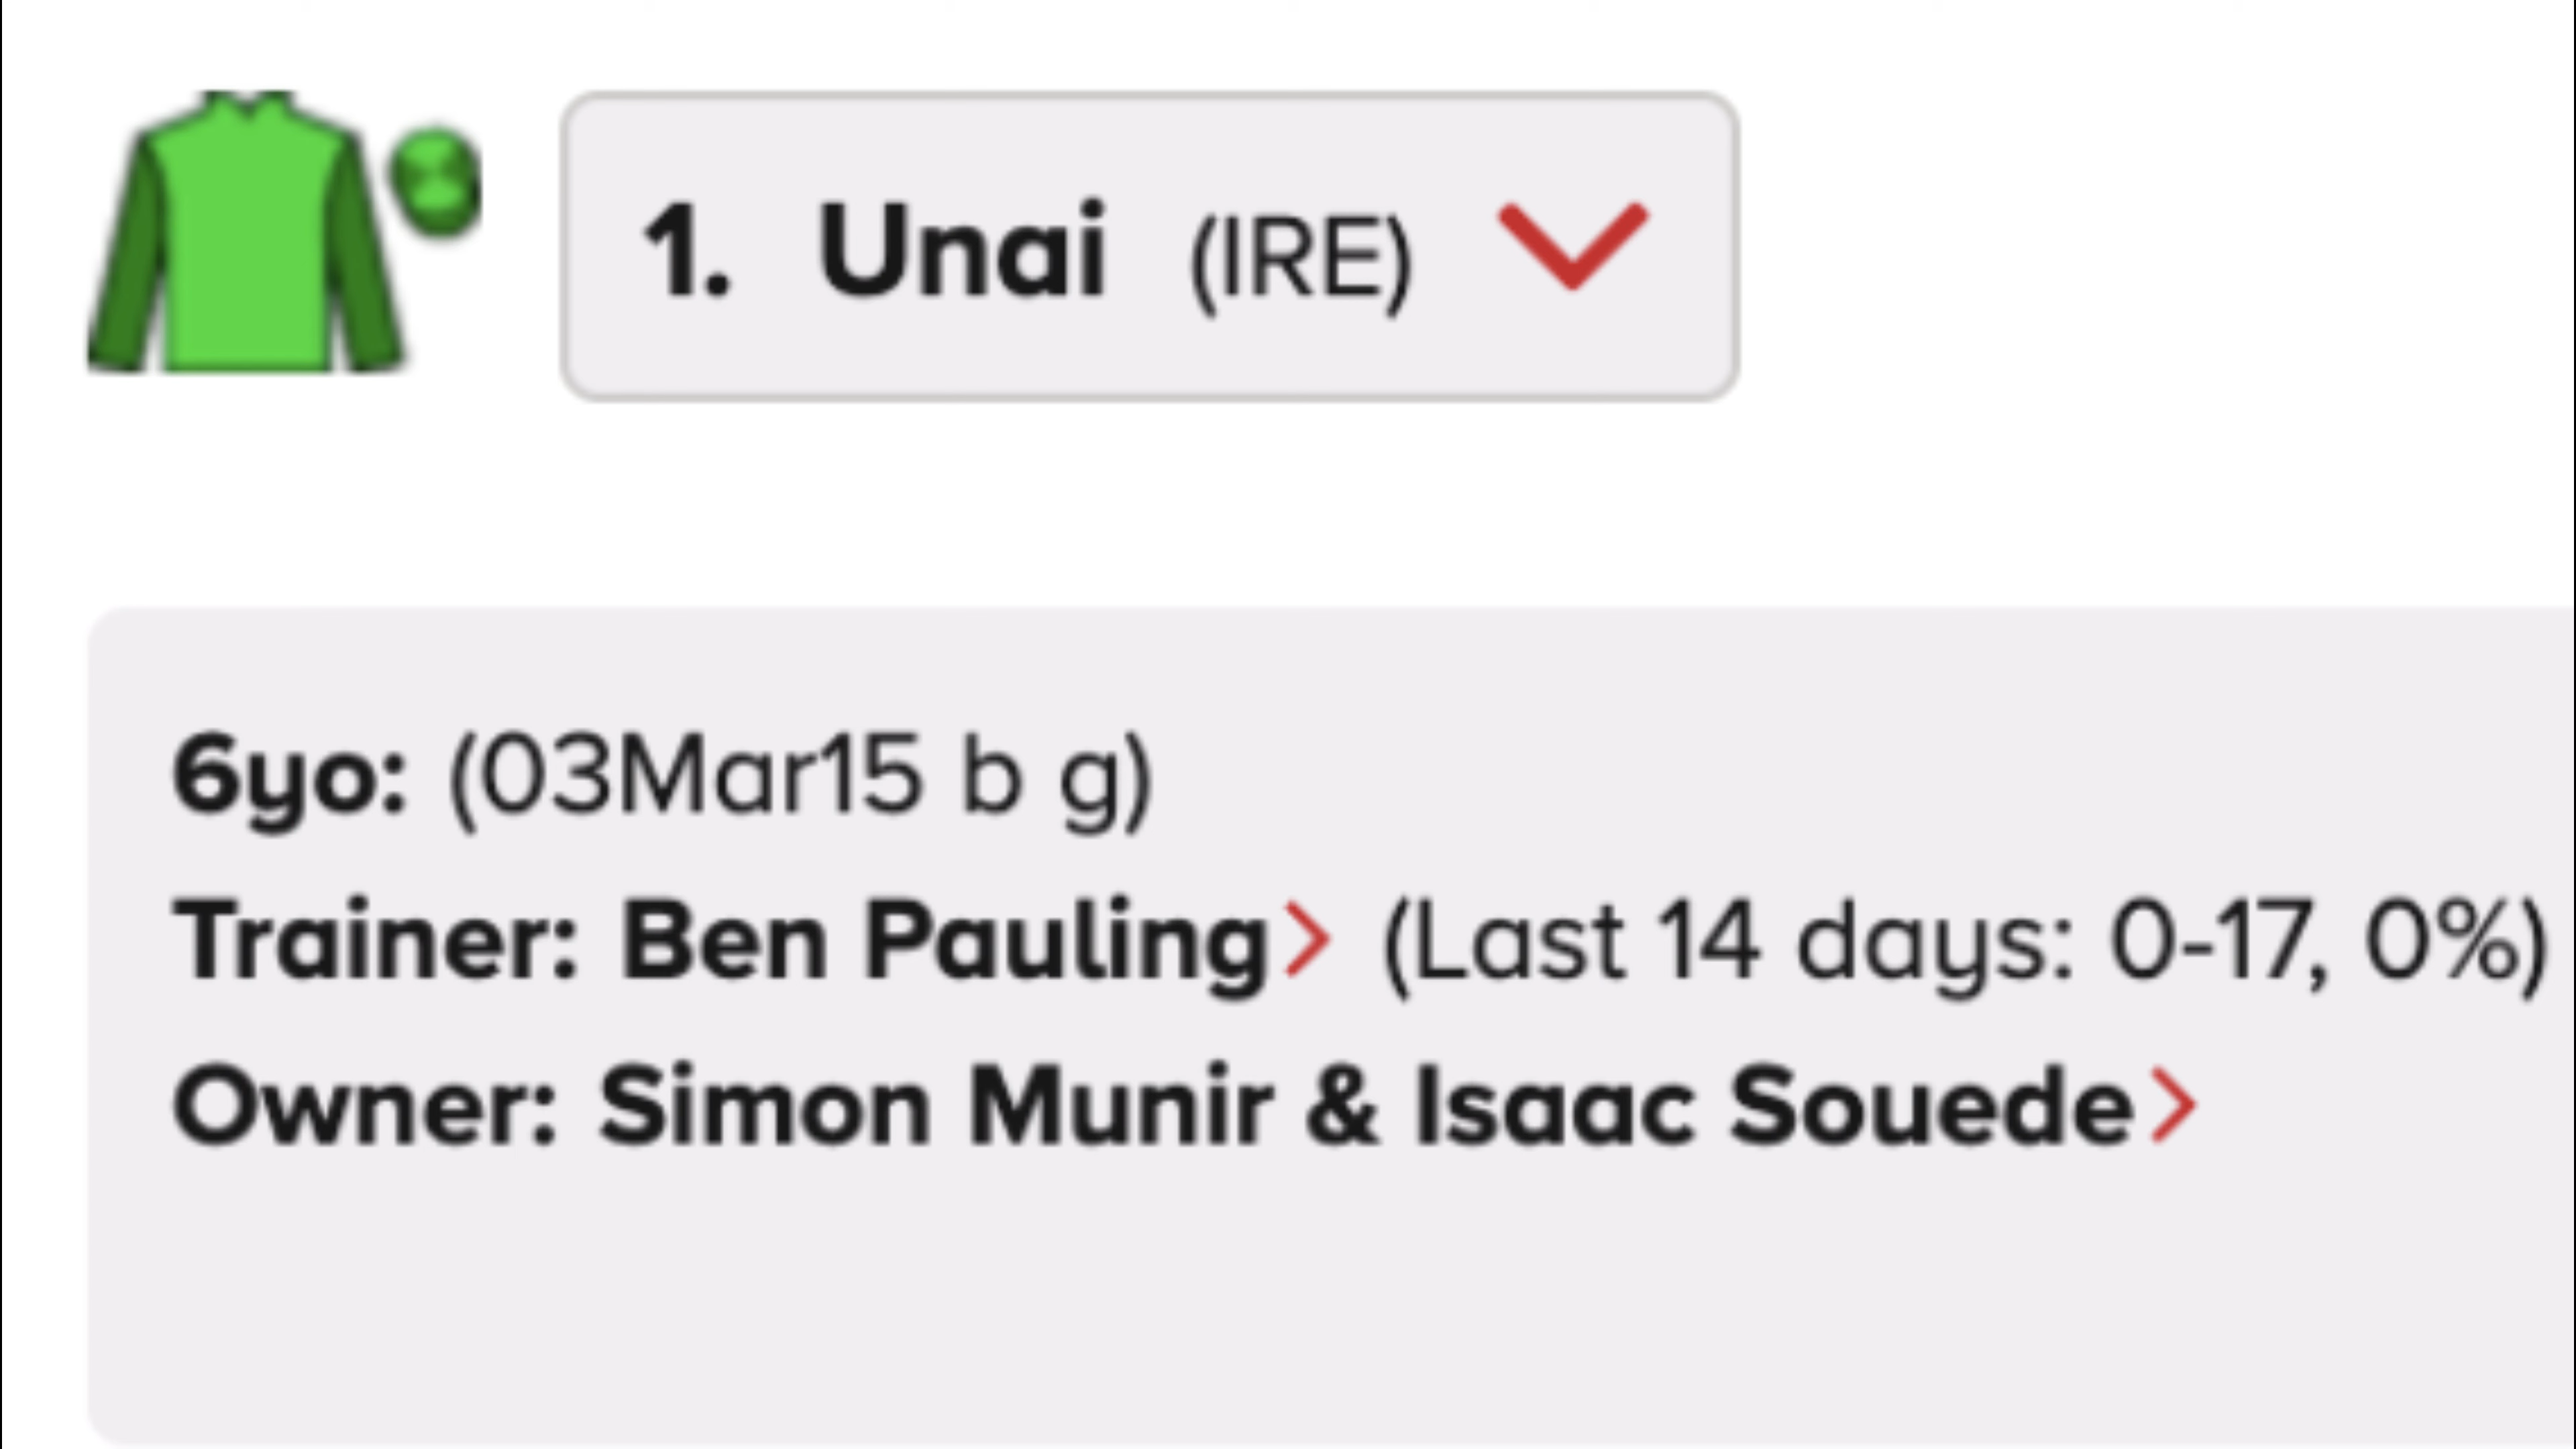 1. Unai (IRE)
6yo: (03Mar15 b g)
Trainer: Ben Pauling (Last 14 days: 0-17, 0%)
Owner: Simon Munir & Isaac Souede